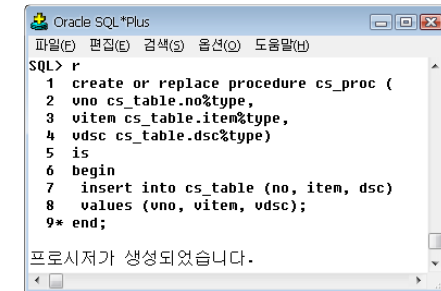 Oracle SQL*Plus
파일(F) 편집(E) 검색(S) 옵션(O) 도움말(H)
SQL> r
1 create or replace procedure cs_proc (
2 vno cs_table.no%type,
3 vitem cs_table.item%type,
4 vdsc cs_table.dsc%type)
5 is
6 begin
7 insert into cs_table (no, item, dsc)
8 values (vno, vitem, vdsc);
9* end;
프로시저가 생성되었습니다.